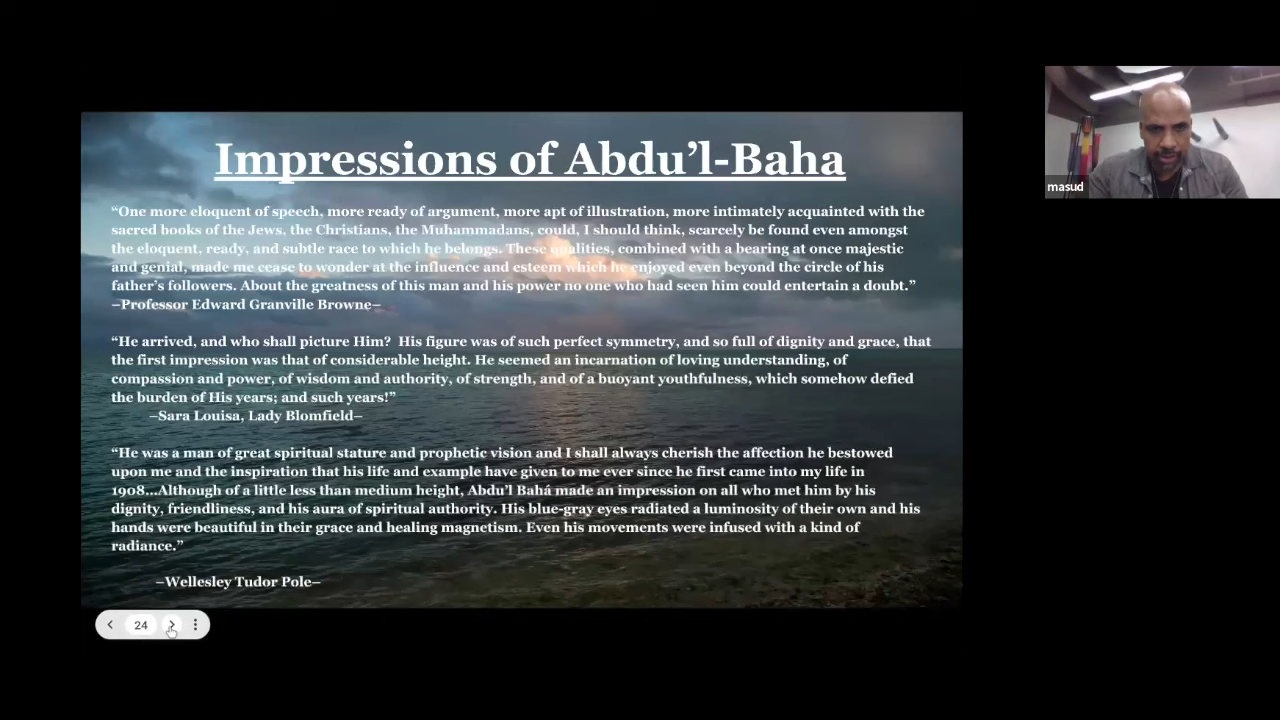 Impressions of Abdu’l-Baha
“One more eloquent of speech, more ready of argument, more apt of illustration, more intimately acquainted with the
sacred books of the Jews, the Christians, the Muhammadans, could, I should think, scarcely be found even amongst
the eloquent, ready, and subtle race to which he belongs. These qualities, combined with a bearing at once majestic
and genial, made me cease to wonder at the influence and esteem which he enjoyed even beyond the circle of his
father’s followers. About the greatness of this man and his power no one who had seen him could entertain a doubt.”
–Professor Edward Granville Browne–
“He arrived, and who shall picture Him?  His figure was of such perfect symmetry, and so full of dignity and grace, that
the first impression was that of considerable height. He seemed an incarnation of loving understanding, of
compassion and power, of wisdom and authority, of strength, and of a buoyant youthfulness, which somehow defied
the burden of His years; and such years!”
–Sara Louisa, Lady Blomfield–
“He was a man of great spiritual stature and prophetic vision and I shall always cherish the affection he bestowed
upon me and the inspiration that his life and example have given to me ever since he first came into my life in
1908…Although of a little less than medium height, Abdu’l Bahá made an impression on all who met him by his
dignity, friendliness, and his aura of spiritual authority. His blue-gray eyes radiated a luminosity of their own and his
hands were beautiful in their grace and healing magnetism. Even his movements were infused with a kind of
radiance.”
–Wellesley Tudor Pole–
24
masud